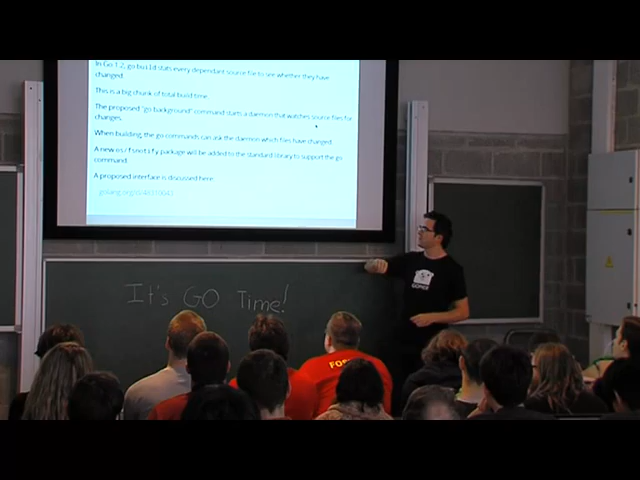 In Go 1.2, go build stats every dependant source file to see whether they have
changed.
This is a big chunk of total build time.
The proposed "go background" command starts a daemon that watches source files for
changes.
When building, the go commands can ask the daemon which files have changed.
A new os/fsnotify package will be added to the standard library to support the go
command.
A proposed interface is discussed here:
It's GO Time!
GOPHER